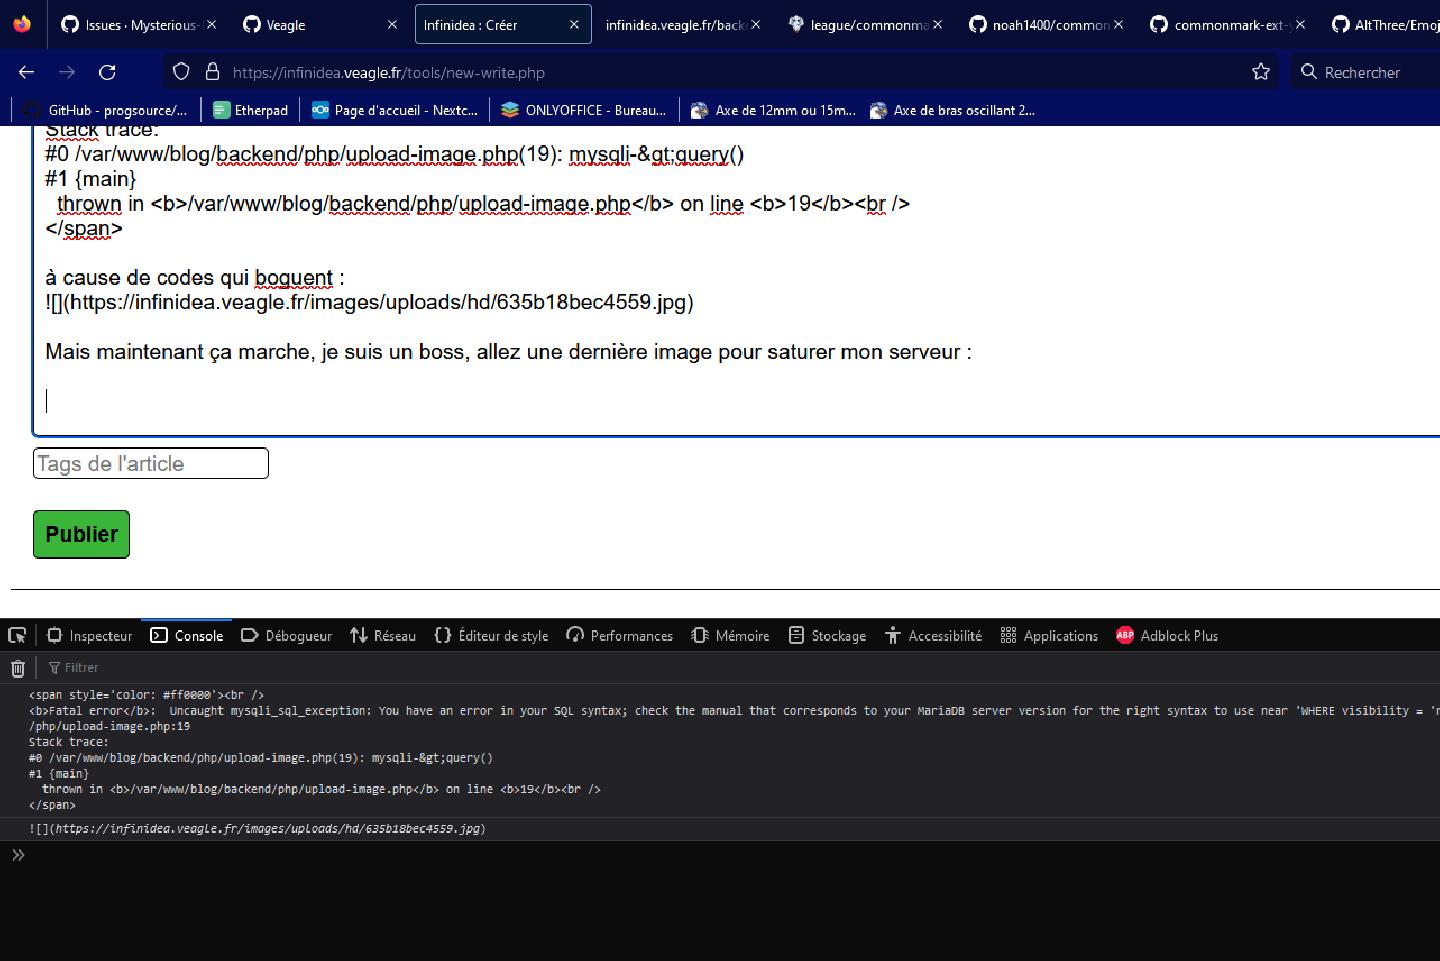 Issues · Mysterious-
Veagle
Infinidea : Créer
infinidea.veagle.fr/back
league/commonma
noah1400/common
commonmark-ext-
AltThree/Emoj
https://infinidea.veagle.fr/tools/new-write.php
Rechercher
GitHub - progsource/...
Etherpad
Page d'accueil - Nextc...
ONLYOFFICE - Bureau...
Axe de 12mm ou 15m...
Axe de bras oscillant 2...
Stack trace:
#0 /var/www/blog/backend/php/upload-image.php(19): mysqli-&gt;query()
#1 {main}
  thrown in <b>/var/www/blog/backend/php/upload-image.php</b> on line <b>19</b><br />
</span>
à cause de codes qui boguent :
![](https://infinidea.veagle.fr/images/uploads/hd/635b18bec4559.jpg)
Mais maintenant ça marche, je suis un boss, allez une dernière image pour saturer mon serveur :
Tags de l'article
Publier
Inspecteur
Console
Débogueur
Réseau
Éditeur de style
Performances
Mémoire
Stockage
Accessibilité
Applications
ABP Adblock Plus
Filtrer
<span style='color: #ff0000'><br />
<b>Fatal error</b>:  Uncaught mysqli_sql_exception: You have an error in your SQL syntax; check the manual that corresponds to your MariaDB server version for the right syntax to use near 'WHERE visibility = '
/php/upload-image.php:19
Stack trace:
#0 /var/www/blog/backend/php/upload-image.php(19): mysqli-&gt;query()
#1 {main}
  thrown in <b>/var/www/blog/backend/php/upload-image.php</b> on line <b>19</b><br />
</span>
![](https://infinidea.veagle.fr/images/uploads/hd/635b18bec4559.jpg)